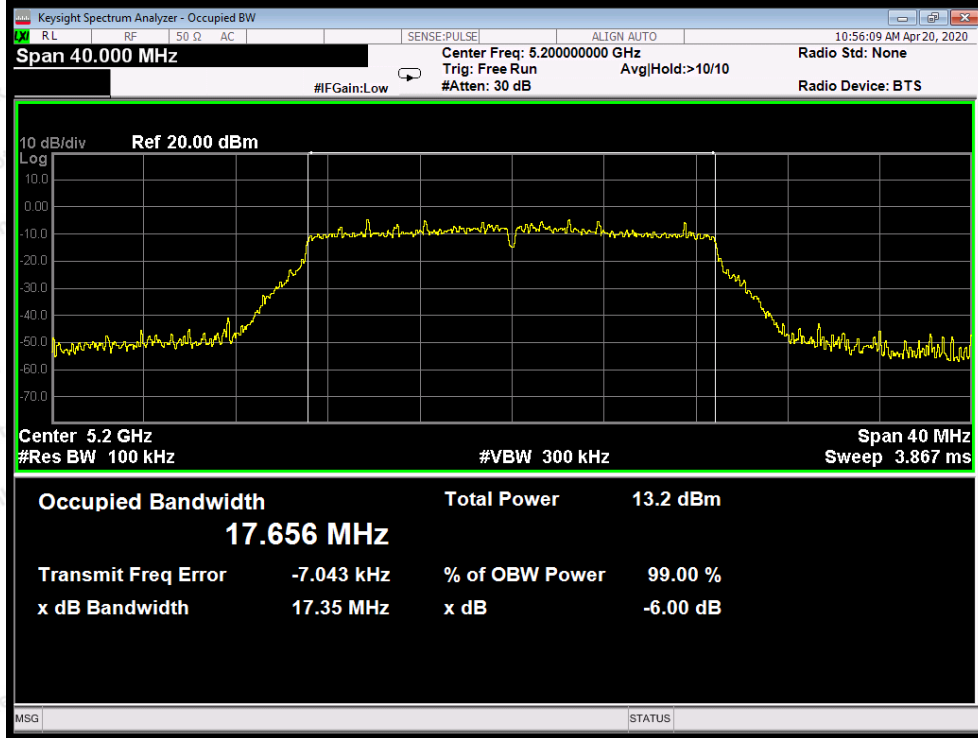 Keysight Spectrum Analyzer - Occupied BW
LXI RL RF 50 Ω AC SENSE:PULSE ALIGN AUTO 10:56:09 AM Apr 20, 2020
Span 40.000 MHz
Center Freq: 5.200000000 GHz
Radio Std: None
Trig: Free Run Avg|Hold:>10/10
#IFGain:Low #Atten: 30 dB
Radio Device: BTS
10 dB/div Ref 20.00 dBm
Log
10.0
0.00
-10.0
-20.0
-30.0
-40.0
-50.0
-60.0
-70.0
Center 5.2 GHz Span 40 MHz
#Res BW 100 kHz #VBW 300 kHz Sweep 3.867 ms
Occupied Bandwidth Total Power 13.2 dBm
17.656 MHz
Transmit Freq Error -7.043 kHz % of OBW Power 99.00 %
x dB Bandwidth 17.35 MHz x dB -6.00 dB
MSG STATUS